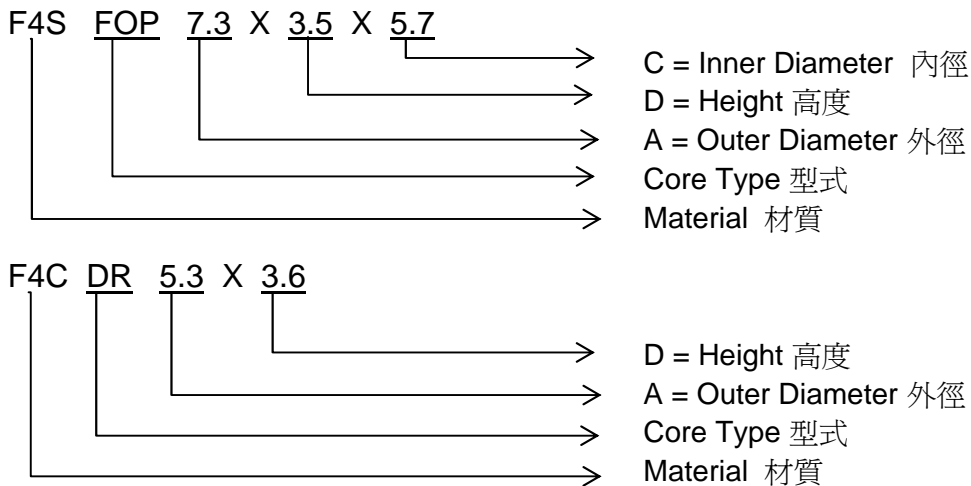 F4S FOP 7.3 X 3.5 X 5.7
C = Inner Diameter 內徑
D = Height 高度
A = Outer Diameter 外徑
Core Type 型式
Material 材質
F4C DR 5.3 X 3.6
D = Height 高度
A = Outer Diameter 外徑
Core Type 型式
Material 材質